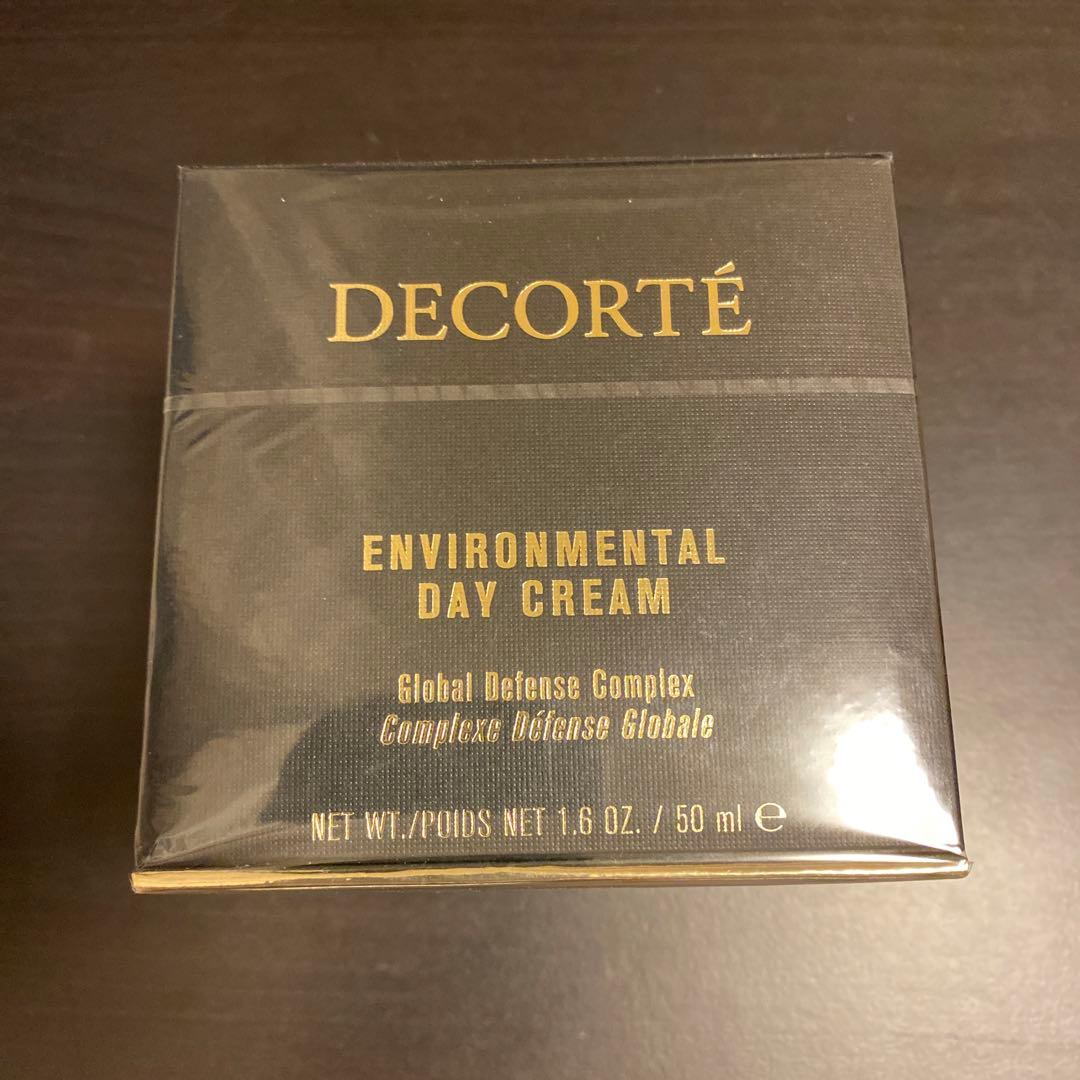 DECORTÉ
ENVIRONMENTAL
DAY CREAM
Global Defense Complex
Complexe Défense Globale
NET WT./POIDS NET 1.6 OZ. / 50 ml ℮